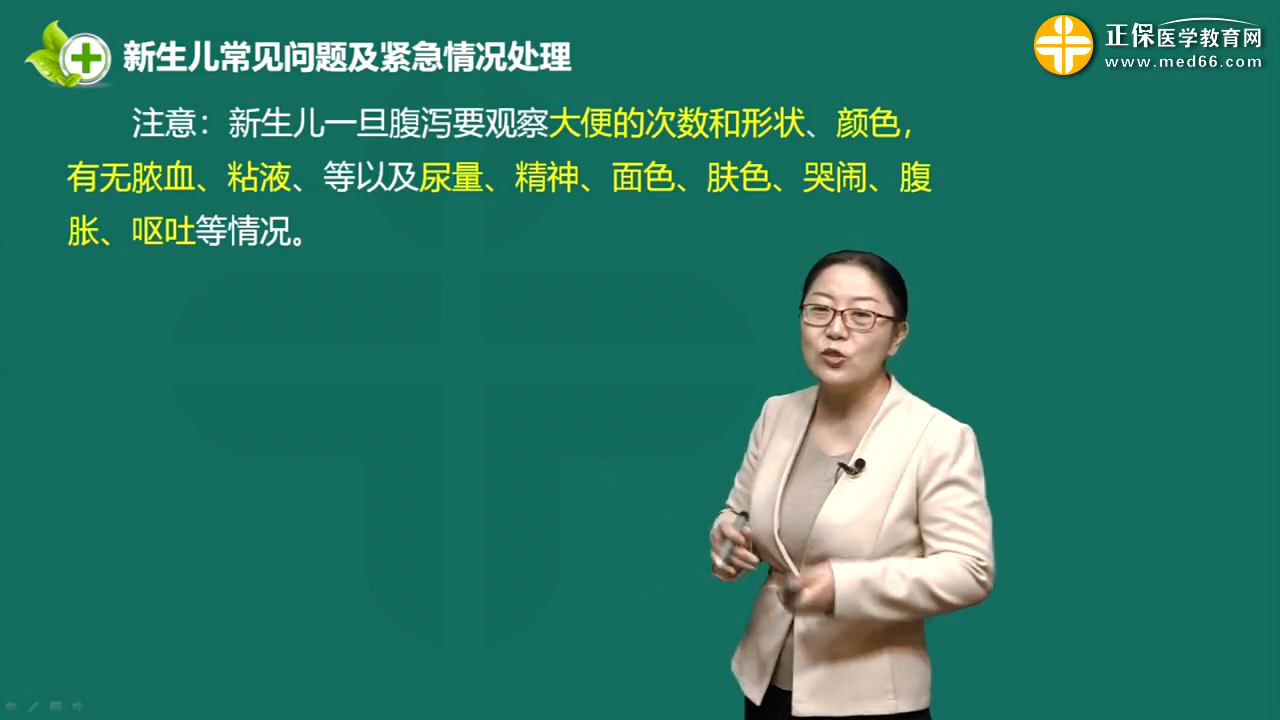 正保医学教育网
www.med66.com
新生儿常见问题及紧急情况处理
注意：新生儿一旦腹泻要观察大便的次数和形状、颜色，
有无脓血、粘液、等以及尿量、精神、面色、肤色、哭闹、腹
胀、呕吐等情况。